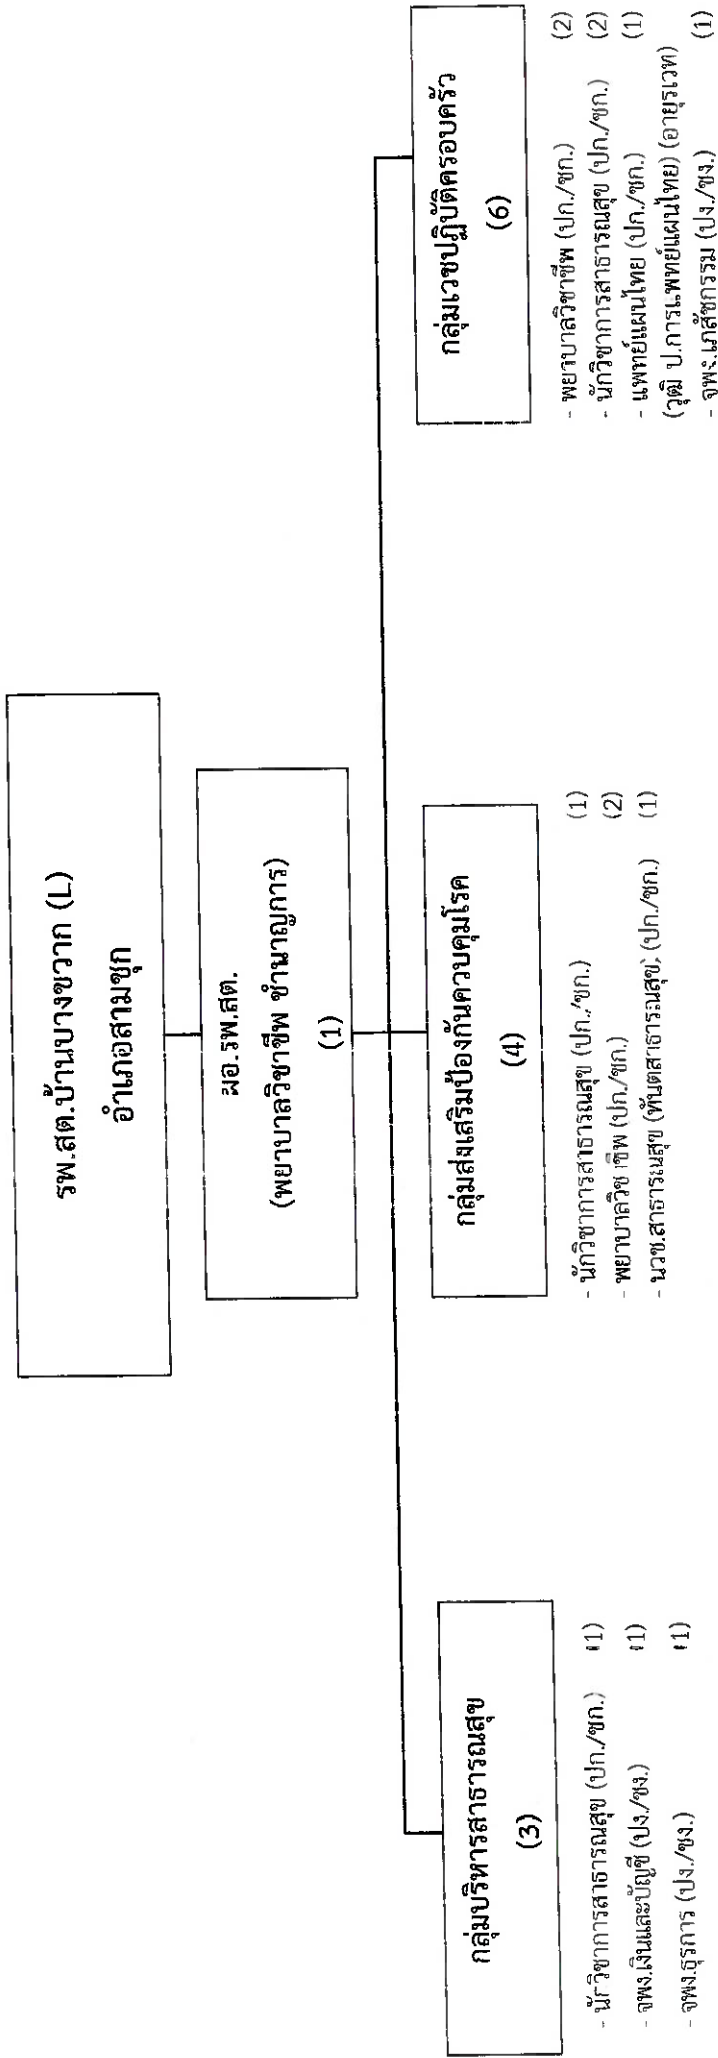 รพ.สต.บ้านบางขวาก (L)
อำเภอสามชุก
ผอ.รพ.สต.
(พยาบาลวิชาชีพ ชำนาญการ)
(1)
กลุ่มบริหารสาธารณสุข
(3)
- นักวิชาการสาธารณสุข (ปก./ชก.) (1)
- จพง.เงินและบัญชี (ปง./ชง.) (1)
- จพง.ธุรการ (ปง./ชง.) (1)
กลุ่มส่งเสริมป้องกันควบคุมโรค
(4)
- นักวิชาการสาธารณสุข (ปก./ชก.) (1)
- พยาบาลวิชาชีพ (ปก./ชก.) (2)
- นวช.สาธารณสุข (ทันตสาธารณสุข) (ปก./ชก.) (1)
กลุ่มเวชปฏิบัติครอบครัว
(6)
- พยาบาลวิชาชีพ (ปก./ชก.) (2)
- นักวิชาการสาธารณสุข (ปก./ชก.) (2)
- แพทย์แผนไทย (ปก./ชก.) (1)
(วุฒิ ป.การแพทย์แผนไทย) (อายุรเวท)
- จพง.เภสัชกรรม (ปง./ชง.) (1)